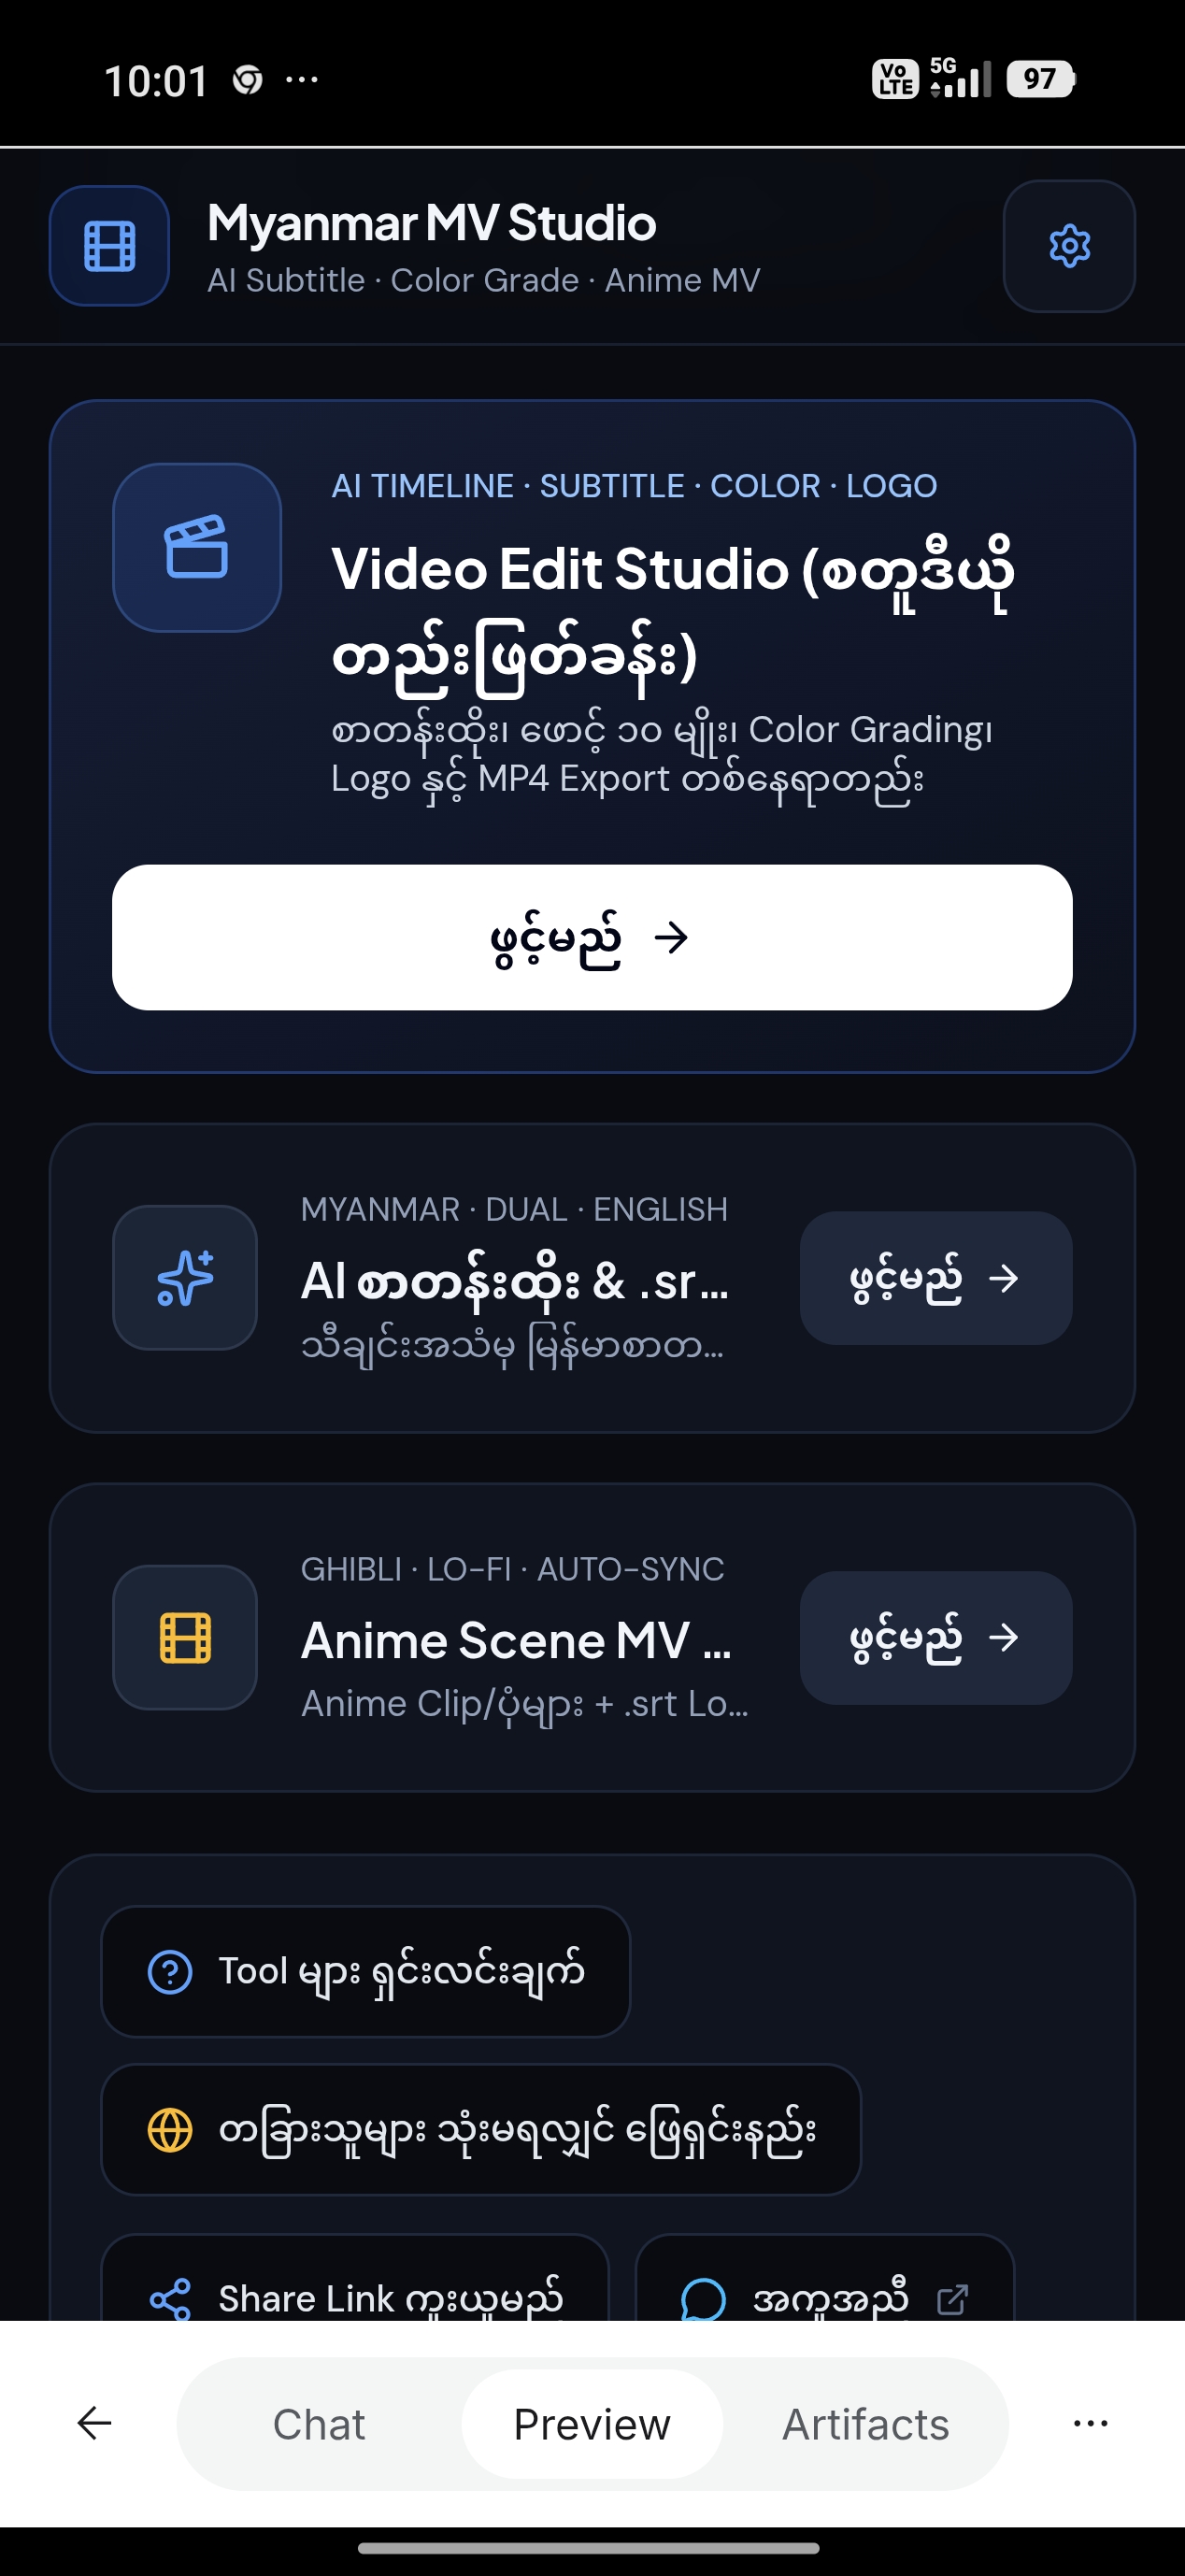 10:01
Vo LTE 5G 97
Myanmar MV Studio
AI Subtitle · Color Grade · Anime MV
AI TIMELINE · SUBTITLE · COLOR · LOGO
Video Edit Studio (စတူဒီယို
တည်းဖြတ်ခန်း)
စာတန်းထိုး၊ ဖောင့် ၁၀ မျိုး၊ Color Grading၊
Logo နှင့် MP4 Export တစ်နေရာတည်း
ဖွင့်မည် →
MYANMAR · DUAL · ENGLISH
AI စာတန်းထိုး & .sr...
သီချင်းအသံမှ မြန်မာစာတ...
ဖွင့်မည် →
GHIBLI · LO-FI · AUTO-SYNC
Anime Scene MV ...
Anime Clip/ပုံများ + .srt Lo...
ဖွင့်မည် →
Tool များ ရှင်းလင်းချက်
တခြားသူများ သုံးမရလျှင် ဖြေရှင်းနည်း
Share Link ကူးယူမည်
အကူအညီ
Chat Preview Artifacts